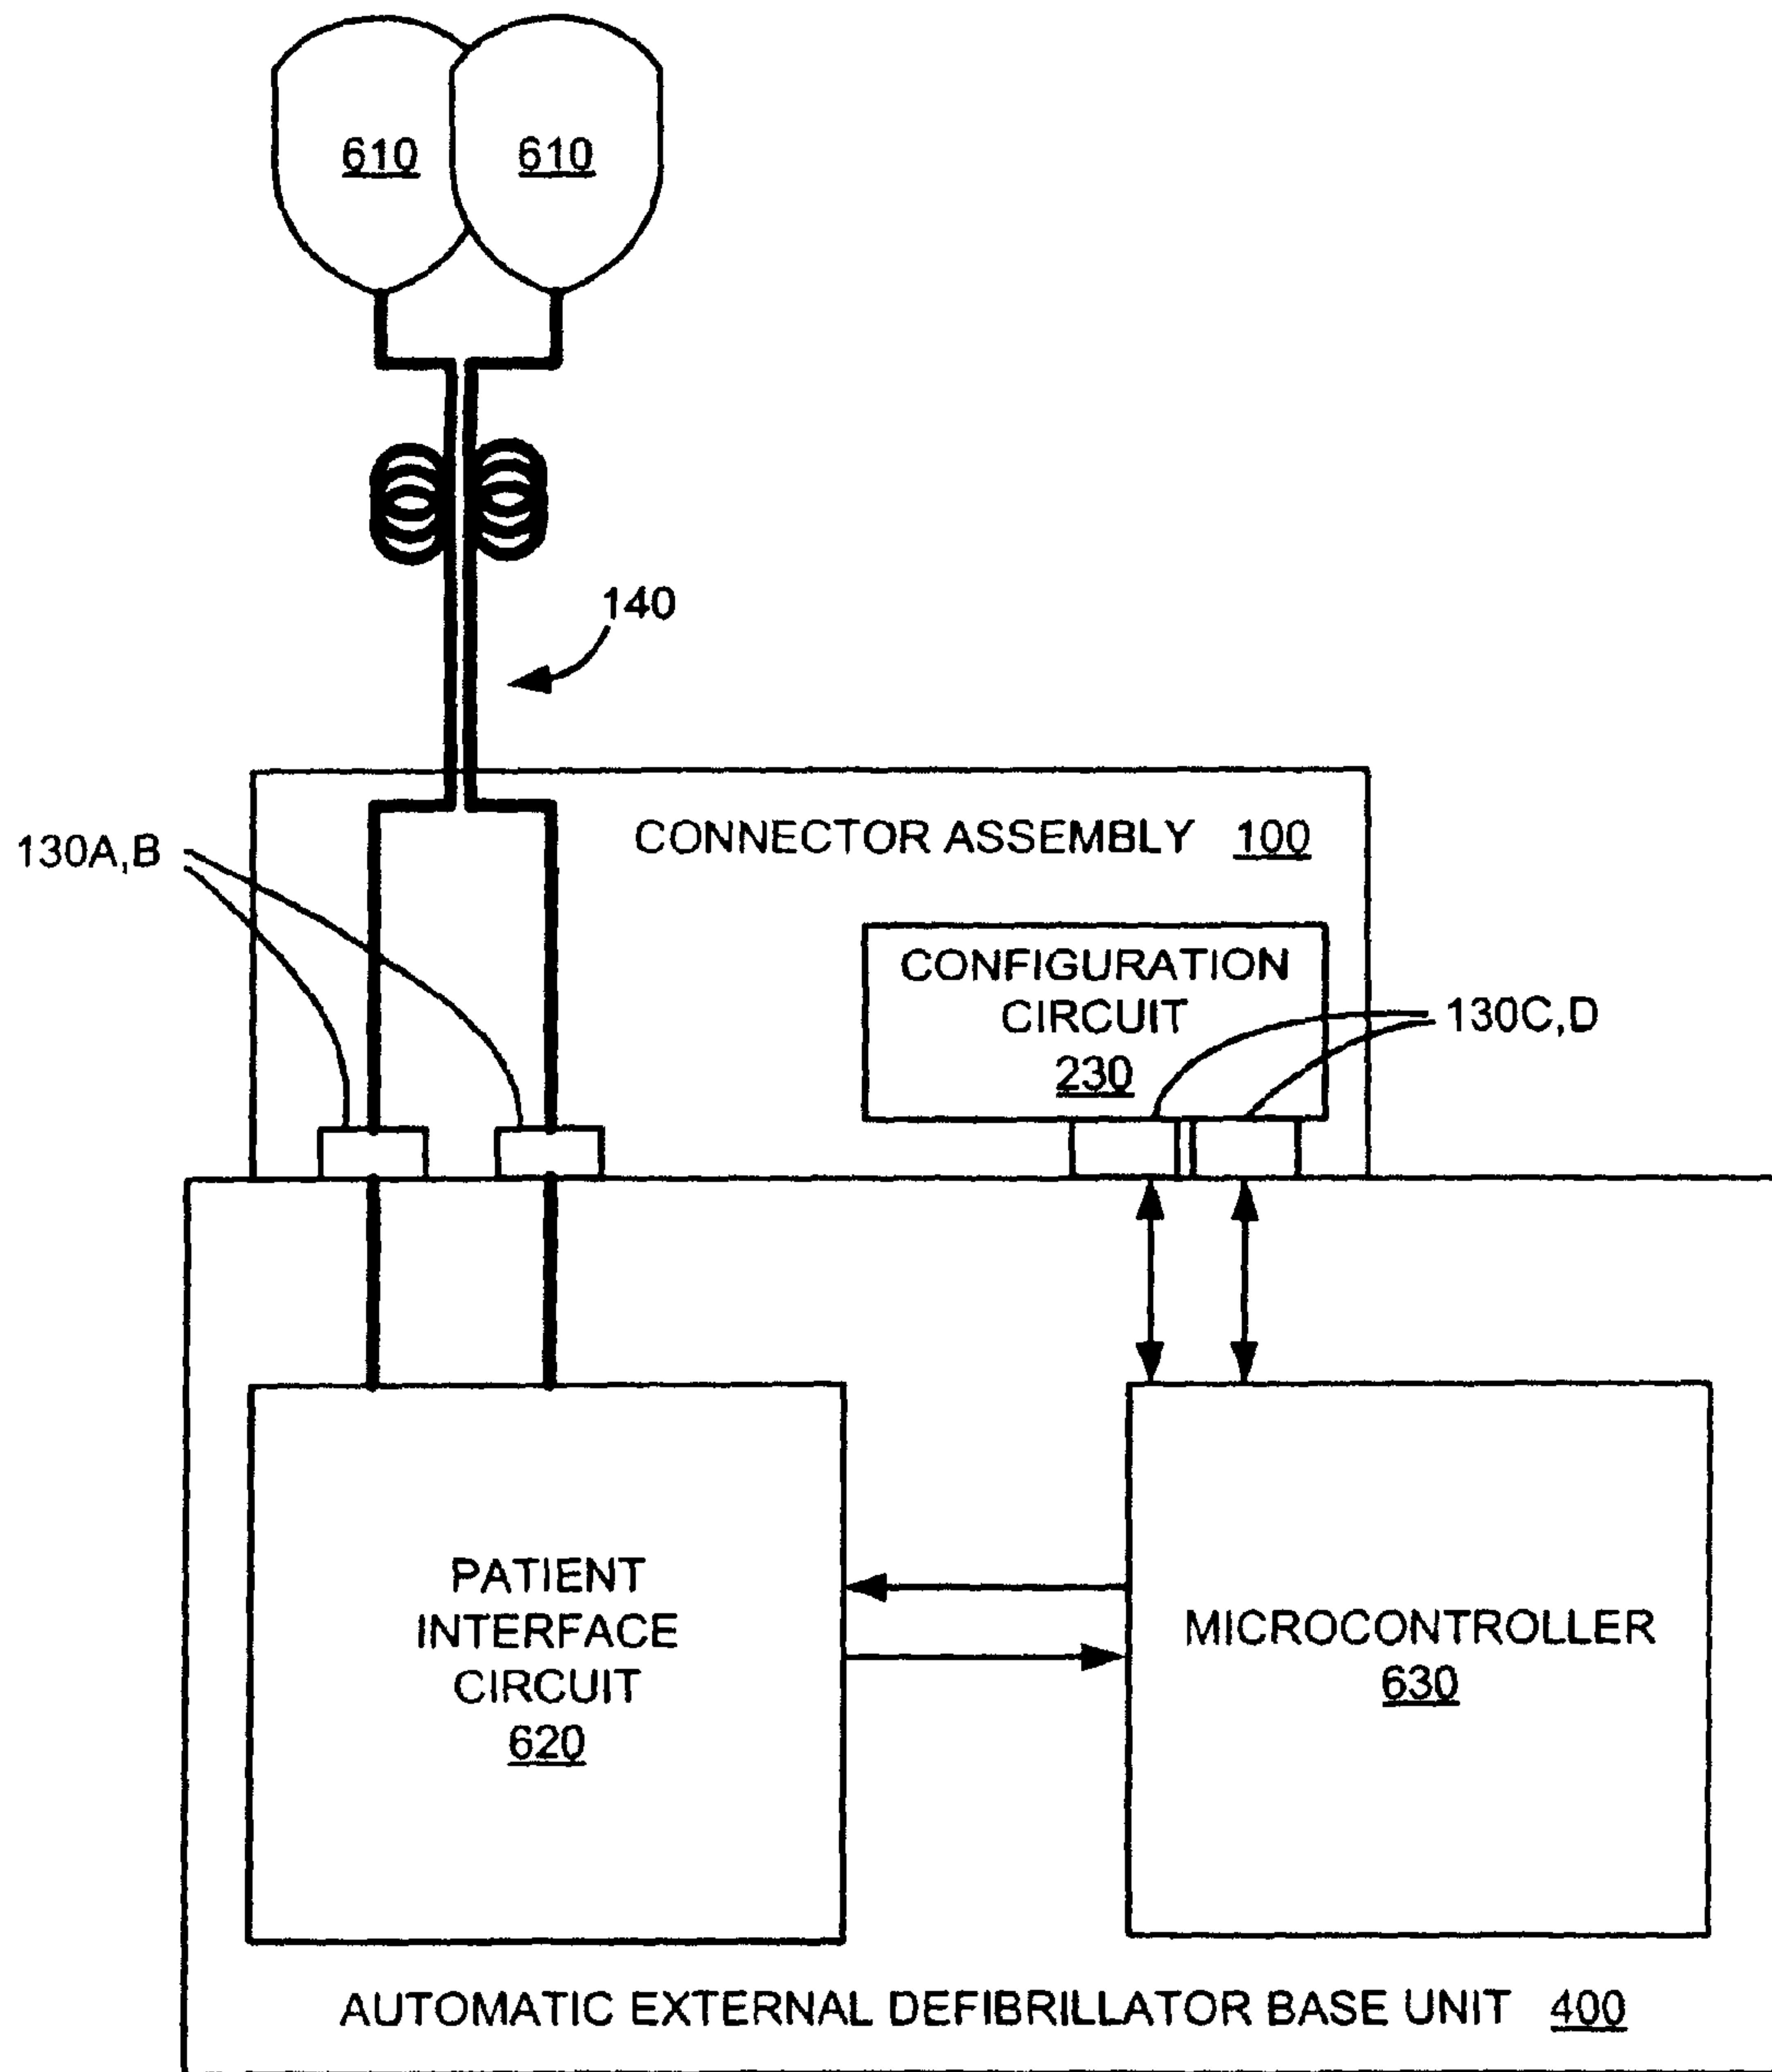 610 610
140
CONNECTOR ASSEMBLY 100
130A,B
CONFIGURATION
CIRCUIT
230
130C,D
PATIENT
INTERFACE
CIRCUIT
620
MICROCONTROLLER
630
AUTOMATIC EXTERNAL DEFIBRILLATOR BASE UNIT 400